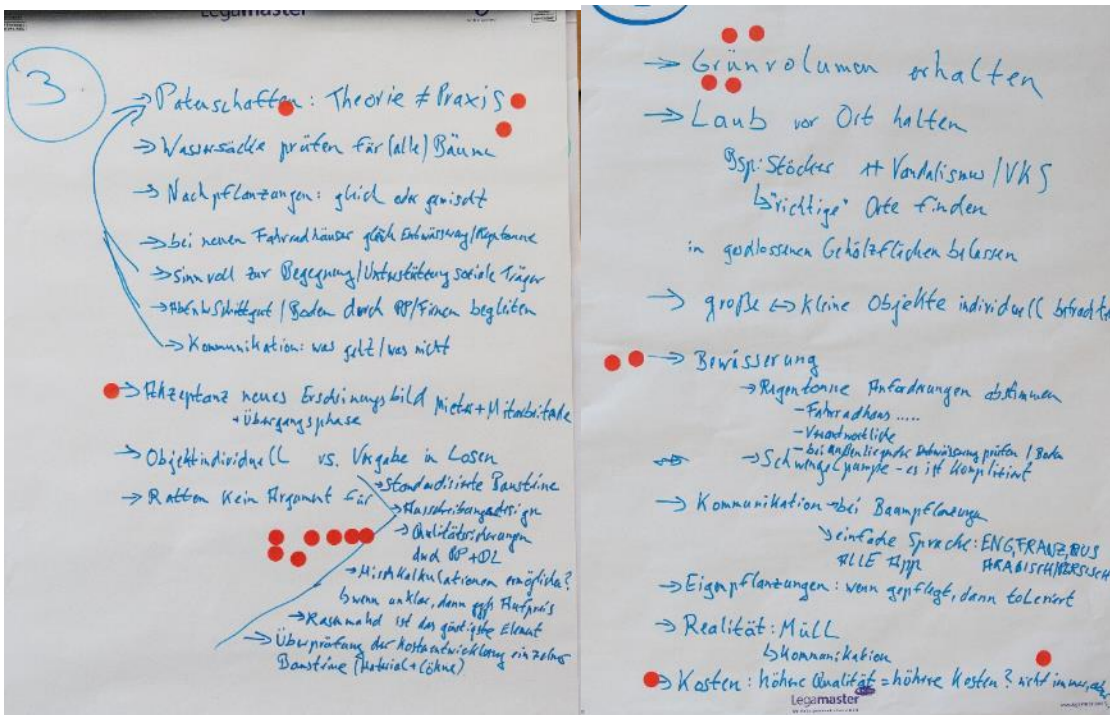 Legamaster
3
→ Patenschaften: Theorie ≠ Praxis
→ Wassersäcke prüfen für (alle) Bäume
→ Nachpflanzungen: gleich oder gemischt
→ bei neuen Fahrradhäuser gleich Entwässerung/Regentonne
→ sinnvoll zur Begegnung/Unterstützung soziale Träger
→ Schnittgut / Boden durch /Firmen begleiten
→ Kommunikation: was geht/was nicht
→ Akzeptanz neues Erscheinungsbild Mieter + Mitarbeitende
+ Übergangsphase
→ Objektindividuell vs. Vorgabe in Losen
→ Standardisierte Bausteine
→ Ratten kein Argument für
→ Ausschreibungsdesign
→ Qualitätssicherungen
durch + DL
→ Mischkalkulationen ermöglichen?
↳ wenn unklar, dann ggfs Aufpreis
→ Rasenmahd ist das günstigste Element
→ Überprüfung der Kostenentwicklung einzelner
Bausteine (Material + Löhne)
→ Grünvolumen erhalten
→ Laub vor Ort halten
Bsp: Stöcker Vandalismus / VKS
↳ "richtige" Orte finden
in geschlossenen Gehölzflächen belassen
→ große ↔ kleine Objekte individuell
→ Bewässerung
→ Regentonne Anforderungen abstimmen
- Fahrradhaus .....
- Verantwortliche
- bei außenliegender Entwässerung prüfen / Boden
→ Schwingelpumpe - es ist kompliziert
→ Kommunikation → bei Baumpflanzungen
↘ einfache Sprache: ENG, FRANZ, RUS
ALLE App ARABISCH/PERSISCH
→ Eigenpflanzungen: wenn gepflegt, dann toleriert
→ Realität: Müll
↳ Kommunikation
→ Kosten: höhere Qualität = höhere Kosten? nicht immer,
Legamaster